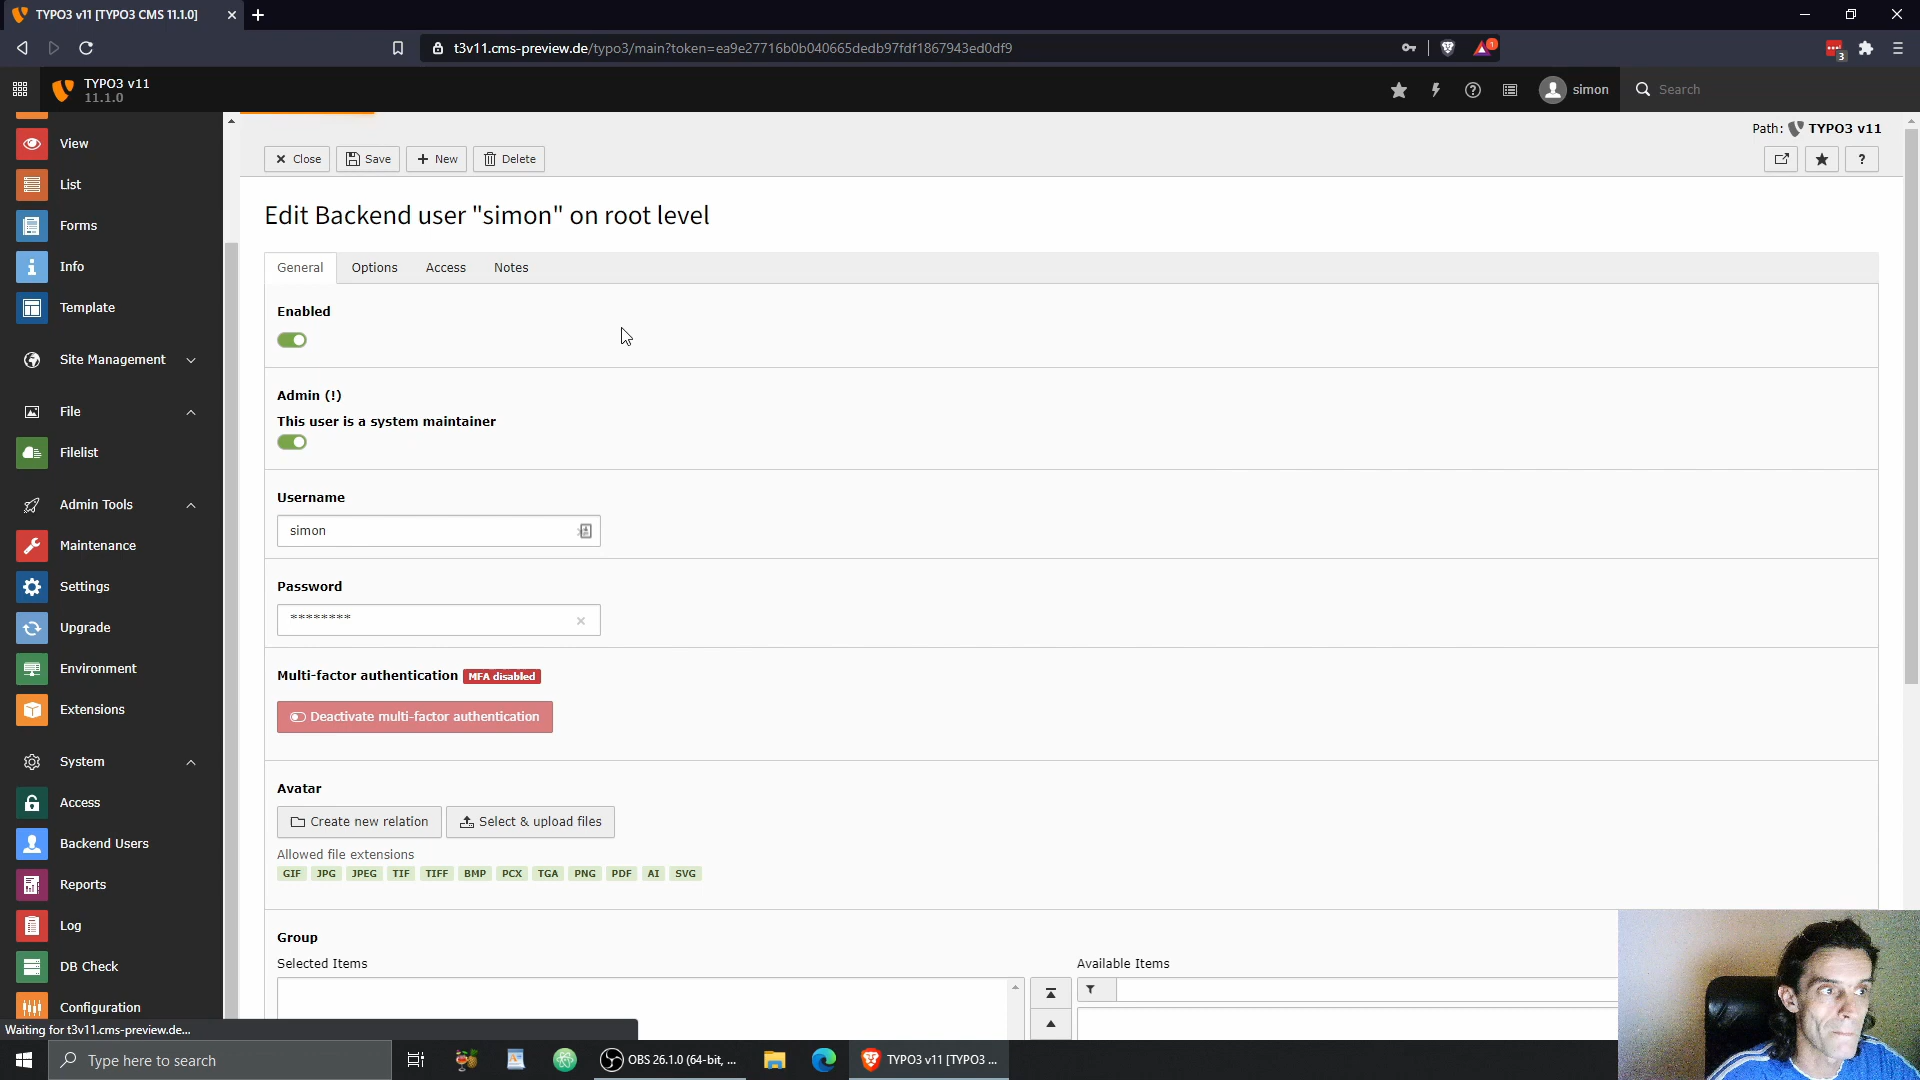 TYPO3 v11 [TYPO3 CMS 11.1.0]
t3v11.cms-preview.de/typo3/main?token=ea9e27716b0b040665dedb97fdf1867943ed0df9
1
3
TYPO3 v11
11.1.0
simon
Search
View
List
Forms
Info
Template
Site Management
File
Filelist
Admin Tools
Maintenance
Settings
Upgrade
Environment
Extensions
System
Access
Backend Users
Reports
Log
DB Check
Configuration
Path: TYPO3 v11
Close
Save
New
Delete
?
Edit Backend user "simon" on root level
General
Options
Access
Notes
Enabled
Admin (!)
This user is a system maintainer
Username
simon
Password
********
Multi-factor authentication MFA disabled
Deactivate multi-factor authentication
Avatar
Create new relation
Select & upload files
Allowed file extensions
GIF JPG JPEG TIF TIFF BMP PCX TGA PNG PDF AI SVG
Group
Selected Items
Available Items
Waiting for t3v11.cms-preview.de...
Type here to search
OBS 26.1.0 (64-bit, ...
TYPO3 v11 [TYPO3 ...